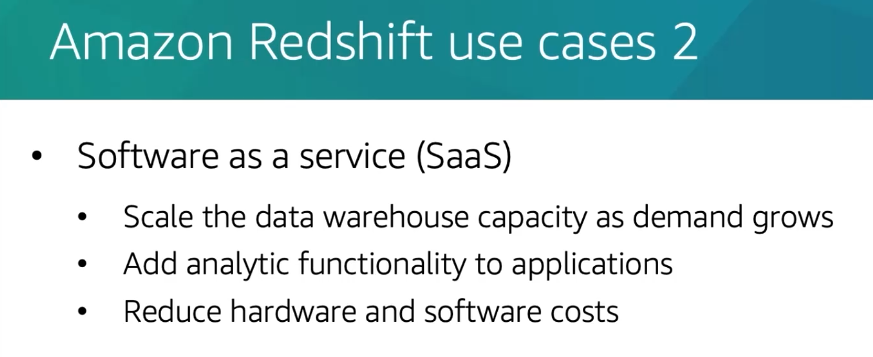 Amazon Redshift use cases 2
• Software as a service (SaaS)
• Scale the data warehouse capacity as demand grows
• Add analytic functionality to applications
• Reduce hardware and software costs